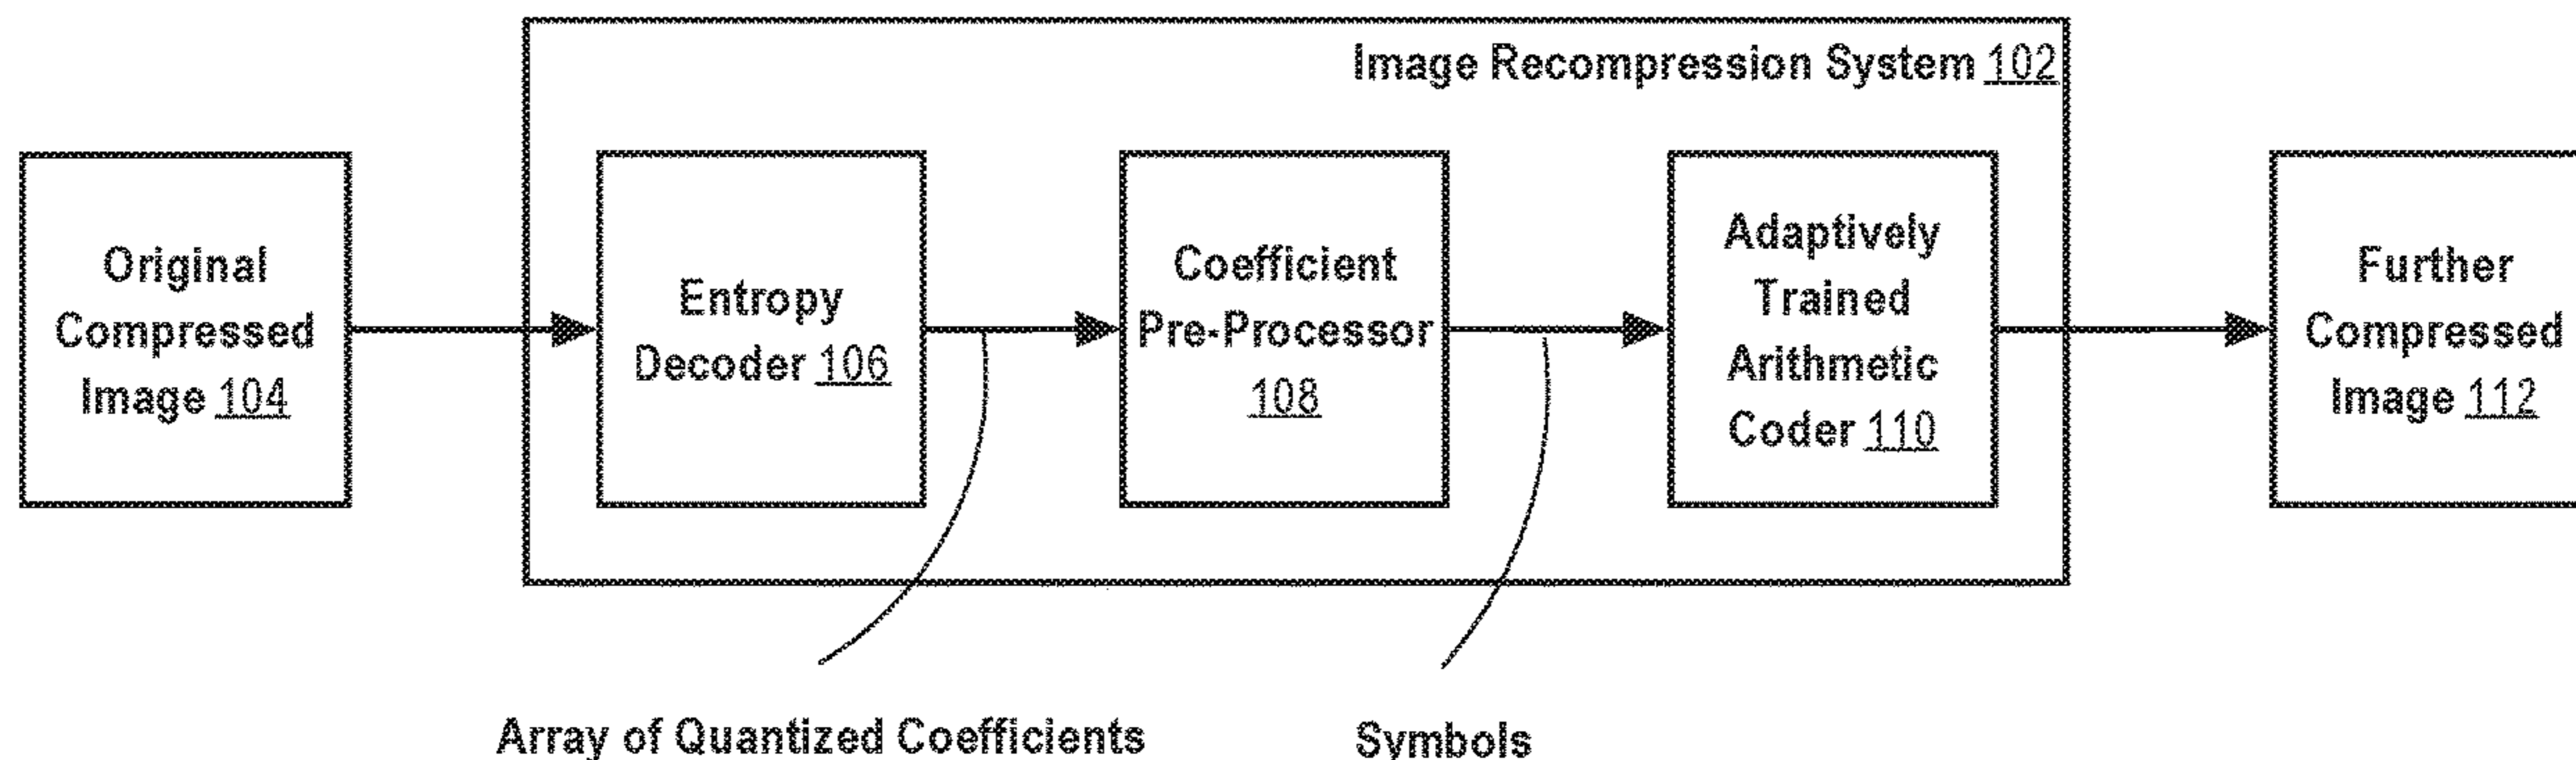 Image Recompression System 102
Original
Compressed
Image 104
Entropy
Decoder 106
Coefficient
Pre-Processor
108
Adaptively
Trained
Arithmetic
Coder 110
Further
Compressed
Image 112
Array of Quantized Coefficients
Symbols